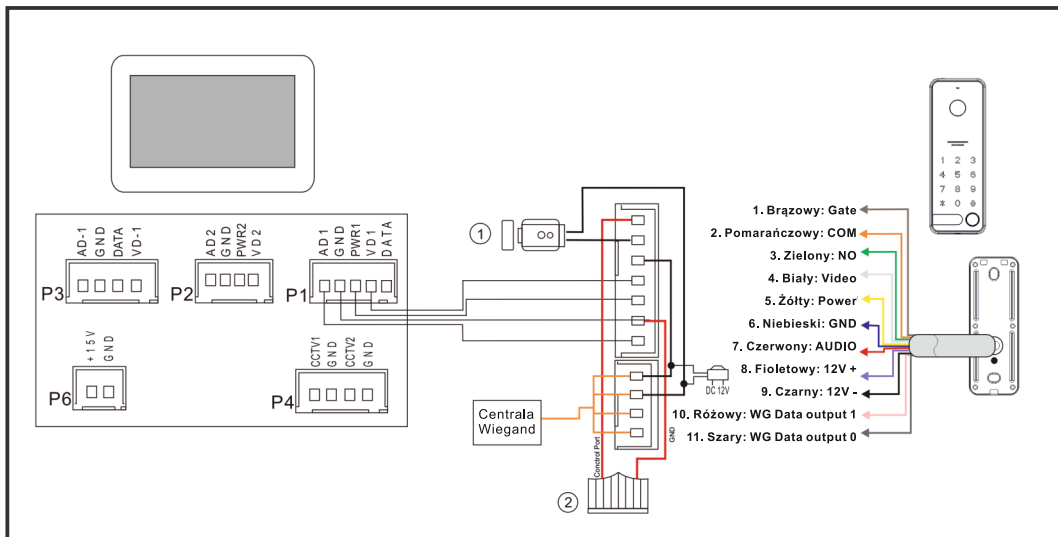 AD-1
GND
DATA
VD-1
P3
AD2
GND
PWR2
VD2
P2
AD1
GND
PWR1
VD1
DATA
P1
+15V
GND
P6
CCTV1
GND
CCTV2
GND
P4
1
Centrala
Wiegand
Conctrol Port
GND
2
DC 12V
1. Brązowy: Gate
2. Pomarańczowy: COM
3. Zielony: NO
4. Biały: Video
5. Żółty: Power
6. Niebieski: GND
7. Czerwony: AUDIO
8. Fioletowy: 12V +
9. Czarny: 12V -
10. Różowy: WG Data output 1
11. Szary: WG Data output 0
1 2 3
4 5 6
7 8 9
* 0 #